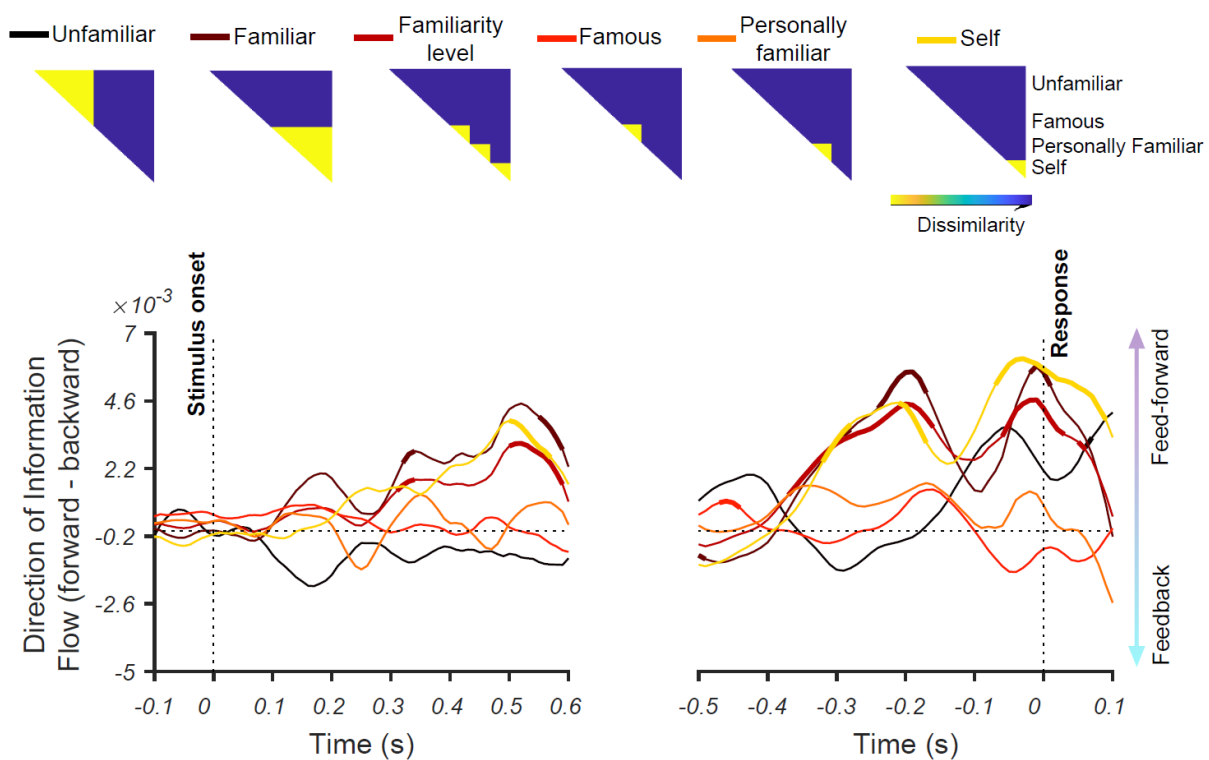 Unfamiliar
Familiar
Familiarity
level
Famous
Personally
familiar
Self
Unfamiliar
Famous
Personally Familiar
Self
Dissimilarity
×10-3
7
4.6
2.2
-0.2
-2.6
-5
Direction of Information
Flow (forward - backward)
Stimulus onset
-0.1 0 0.1 0.2 0.3 0.4 0.5 0.6
Time (s)
Response
-0.5 -0.4 -0.3 -0.2 -0.1 0 0.1
Time (s)
Feed-forward
Feedback